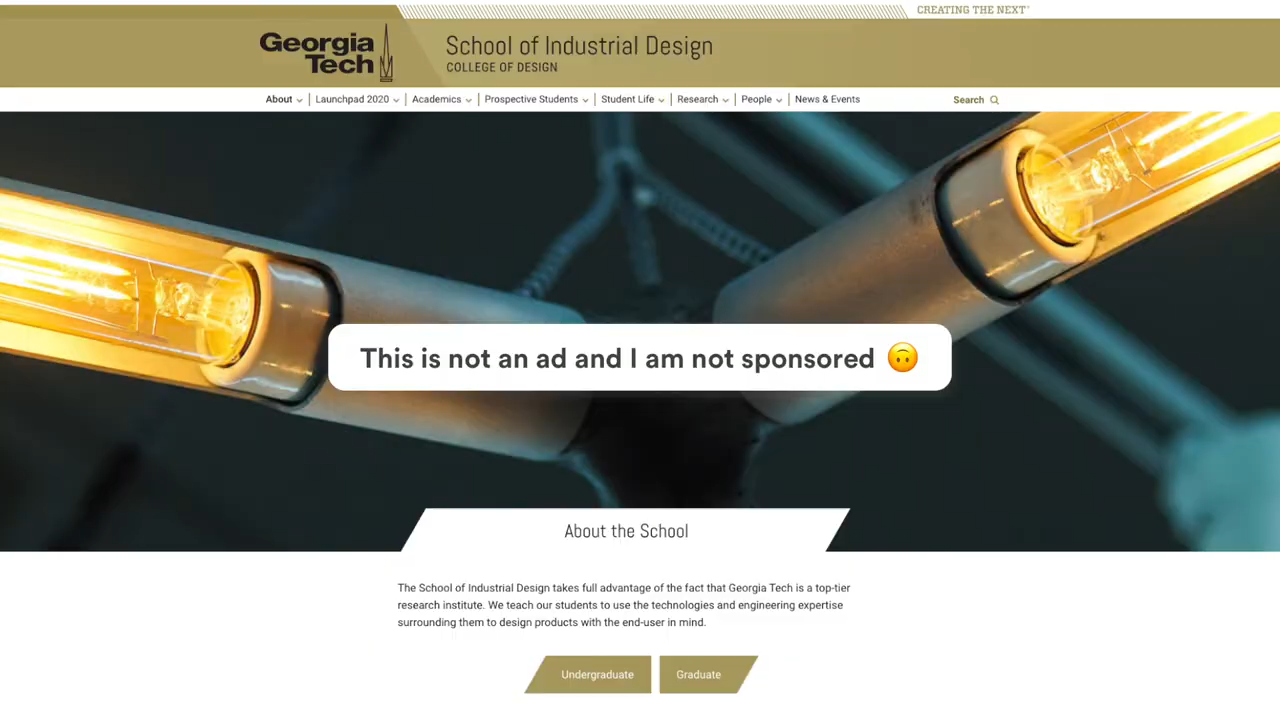 CREATING THE NEXT
Georgia
Tech
School of Industrial Design
COLLEGE OF DESIGN
About
Launchpad 2020
Academics
Prospective Students
Student Life
Research
People
News & Events
Search
This is not an ad and I am not sponsored 🙃
About the School
The School of Industrial Design takes full advantage of the fact that Georgia Tech is a top-tier
research institute. We teach our students to use the technologies and engineering expertise
surrounding them to design products with the end-user in mind.
Undergraduate
Graduate